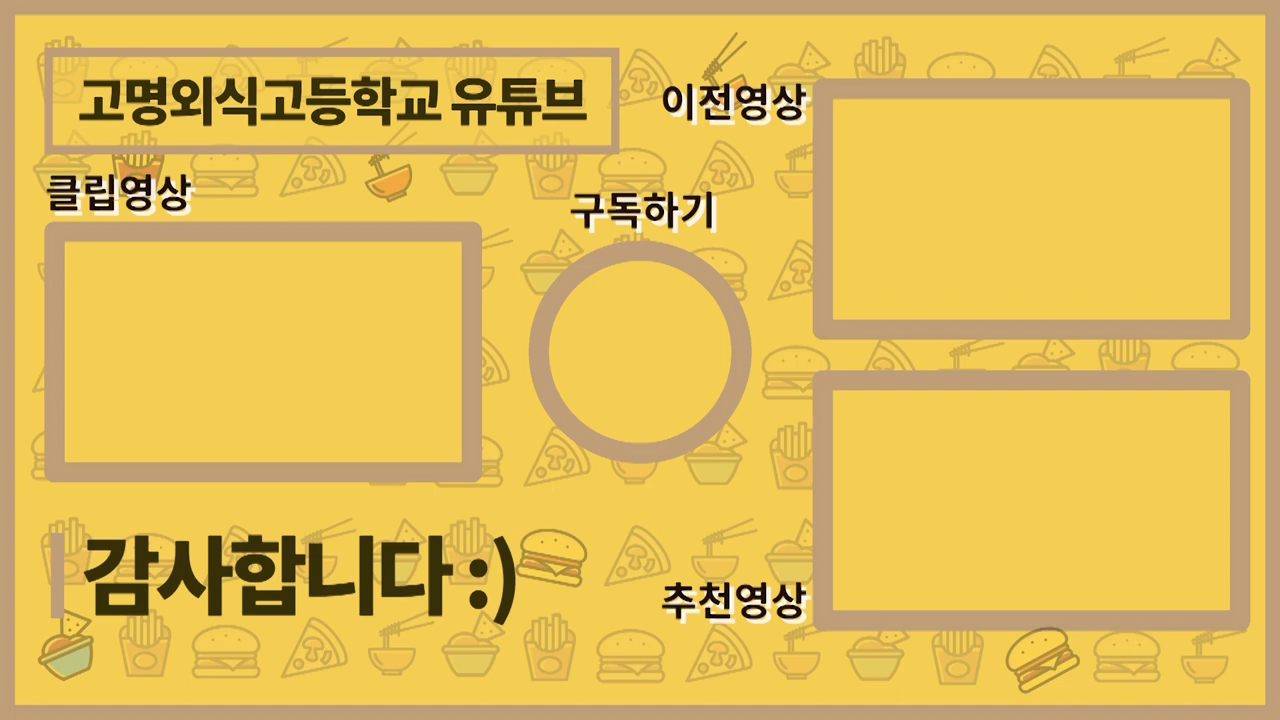 고명외식고등학교 유튜브
이전영상
클립영상
구독하기
감사합니다 :)
추천영상